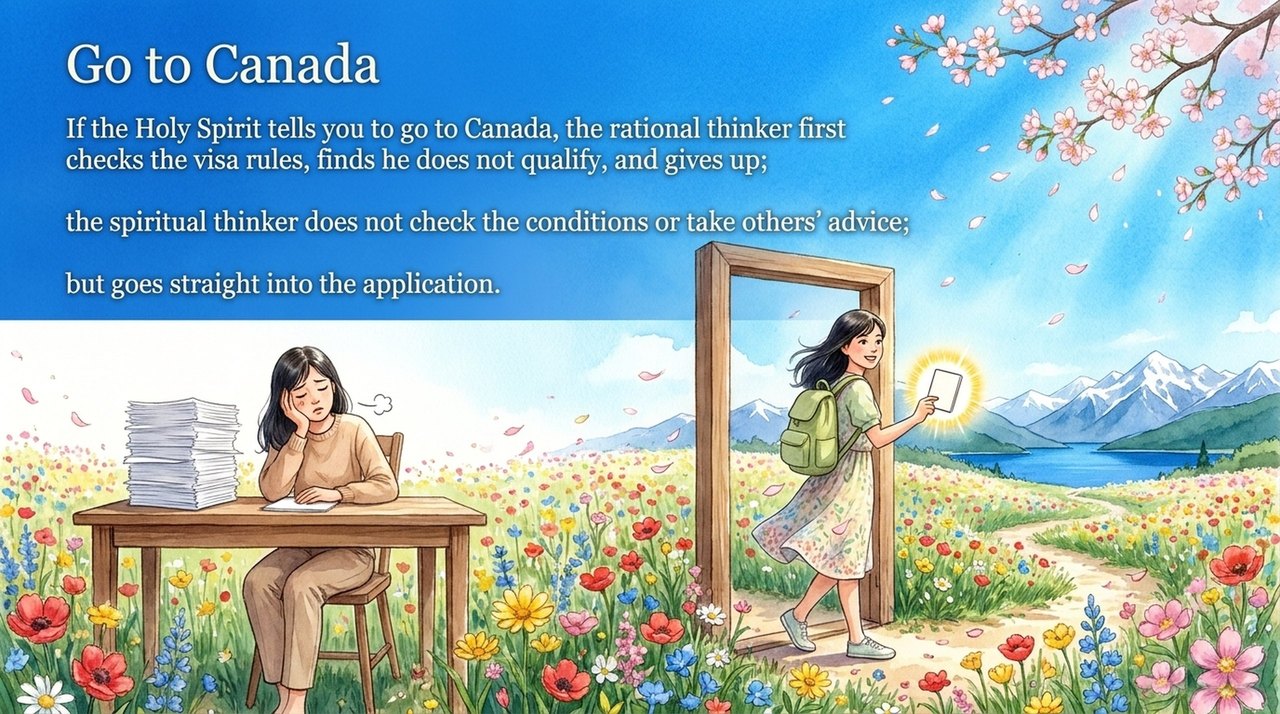 Go to Canada
If the Holy Spirit tells you to go to Canada, the rational thinker first
checks the visa rules, finds he does not qualify, and gives up;
the spiritual thinker does not check the conditions or take others’ advice;
but goes straight into the application.